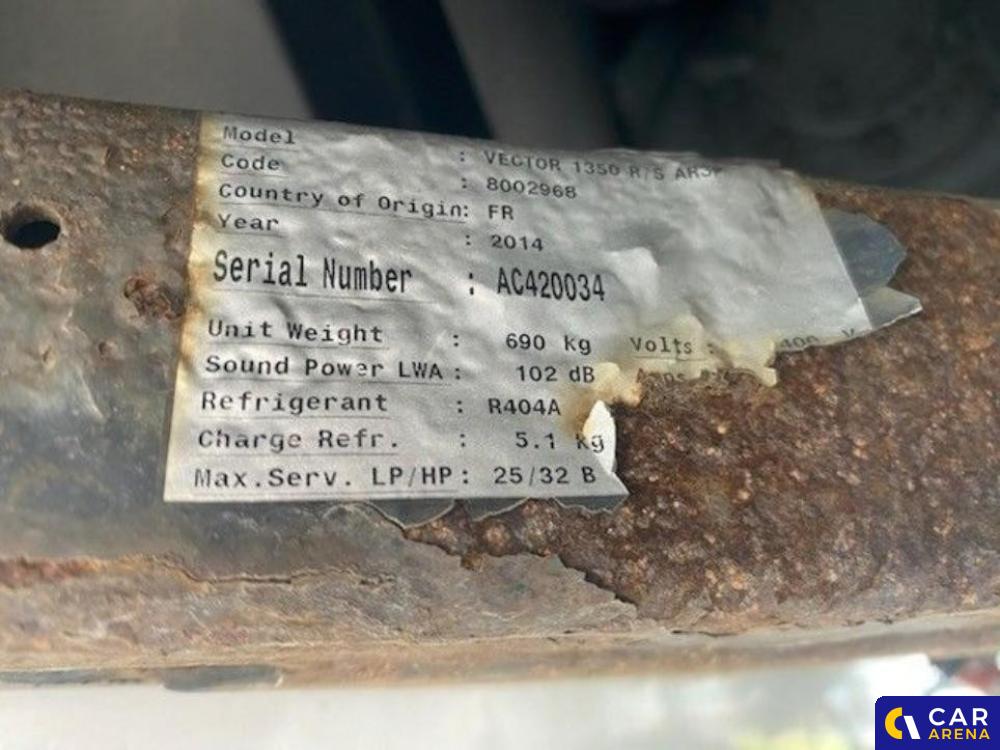 Model : VECTOR 1350 R/S
Code : 8002968
Country of Origin: FR
Year : 2014
Serial Number : AC420034
Unit Weight : 690 kg Volts : 400 V
Sound Power LWA : 102 dB
Refrigerant : R404A
Charge Refr. : 5.1 kg
Max.Serv. LP/HP: 25/32 B
CAR
ARENA